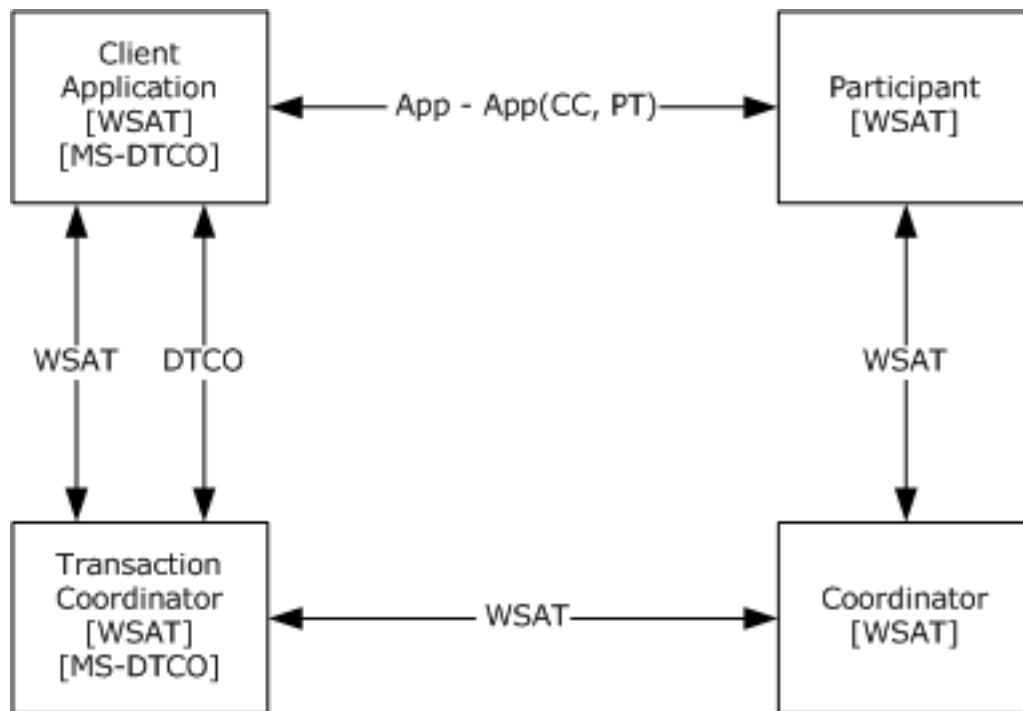 Client
Application
[WSAT]
[MS-DTCO]
App - App(CC, PT)
Participant
[WSAT]
WSAT
DTCO
WSAT
Transaction
Coordinator
[WSAT]
[MS-DTCO]
WSAT
Coordinator
[WSAT]